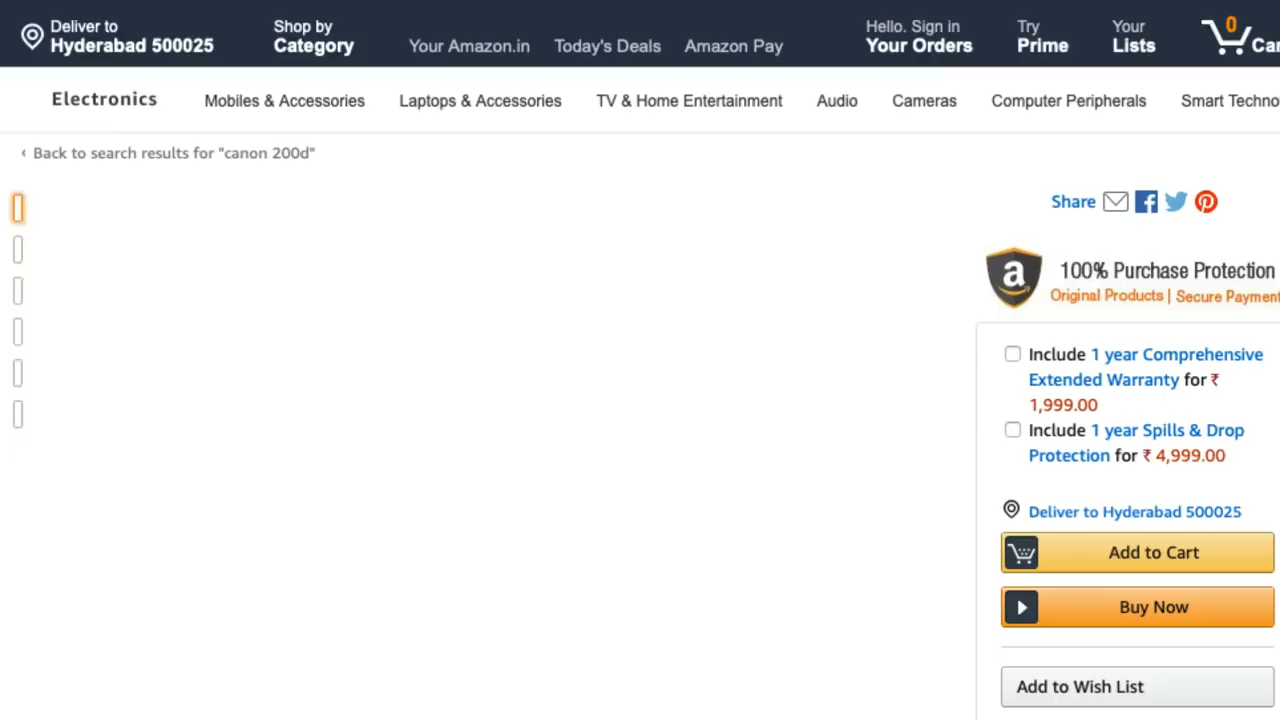 Deliver to
Hyderabad 500025
Shop by
Category
Your Amazon.in
Today's Deals
Amazon Pay
Hello. Sign in
Your Orders
Try
Prime
Your
Lists
0
Electronics
Mobiles & Accessories
Laptops & Accessories
TV & Home Entertainment
Audio
Cameras
Computer Peripherals
Smart
‹ Back to search results for "canon 200d"
Share
a
100% Purchase Protection
Original Products | Secure Payment
Include 1 year Comprehensive
Extended Warranty for ₹
1,999.00
Include 1 year Spills & Drop
Protection for ₹ 4,999.00
Deliver to Hyderabad 500025
Add to Cart
Buy Now
Add to Wish List